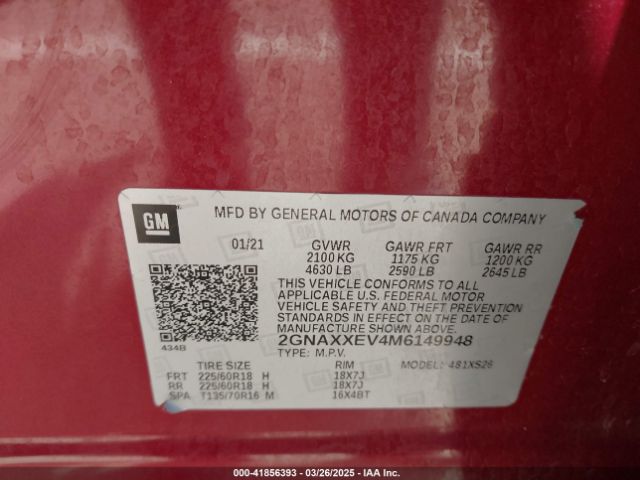 GM
MFD BY GENERAL MOTORS OF CANADA COMPANY
01/21 GVWR GAWR FRT GAWR RR
2100 KG 1175 KG 1200 KG
4630 LB 2590 LB 2645 LB
THIS VEHICLE CONFORMS TO ALL
APPLICABLE U.S. FEDERAL MOTOR
VEHICLE SAFETY AND THEFT PREVENTION
STANDARDS IN EFFECT ON THE DATE OF
MANUFACTURE SHOWN ABOVE.
434B
2GNAXXEV4M6149948
TYPE: M.P.V. MODEL: 481XS26
TIRE SIZE RIM
FRT 225/60R18 H 18X7J
RR 225/60R18 H 18X7J
SPA T135/70R16 M 16X4BT
000-41856393 — 03/26/2025 — IAA Inc.